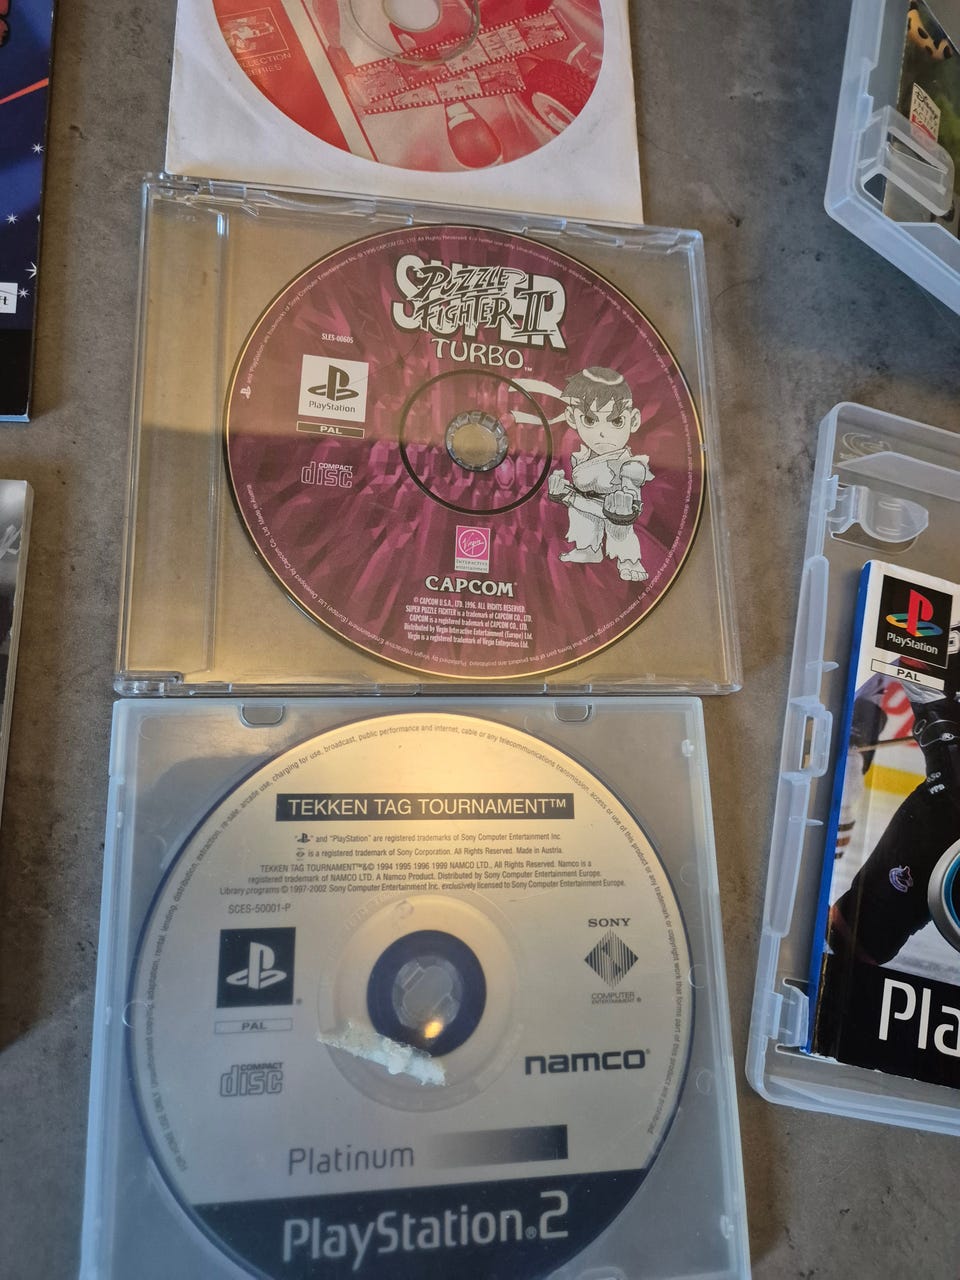 COLLECTION
SERIES
SUPER
PUZZLE
FIGHTER II
TURBO™
SLES-00605
PlayStation
PAL
COMPACT
disc
Virgin
INTERACTIVE
entertainment
CAPCOM®
© CAPCOM U.S.A., LTD. 1996. ALL RIGHTS RESERVED.
SUPER PUZZLE FIGHTER is a trademark of CAPCOM CO., LTD.
CAPCOM is a registered trademark of CAPCOM CO., LTD.
Distributed by Virgin Interactive Entertainment (Europe) Ltd.
Virgin is a registered trademark of Virgin Enterprises Ltd.
PlayStation
PAL
Pla
ft
TEKKEN TAG TOURNAMENT™
" " and "PlayStation" are registered trademarks of Sony Computer Entertainment Inc.
is a registered trademark of Sony Corporation. All Rights Reserved. Made in Austria.
TEKKEN TAG TOURNAMENT™&© 1994 1995 1996 1999 NAMCO LTD., All Rights Reserved. Namco is a
registered trademark of NAMCO LTD. A Namco Product. Distributed by Sony Computer Entertainment Europe.
Library programs © 1997-2002 Sony Computer Entertainment Inc. exclusively licensed to Sony Computer Entertainment Europe.
SCES-50001-P
PAL
COMPACT
disc
SONY
COMPUTER
ENTERTAINMENT®
namco®
Platinum
PlayStation®2